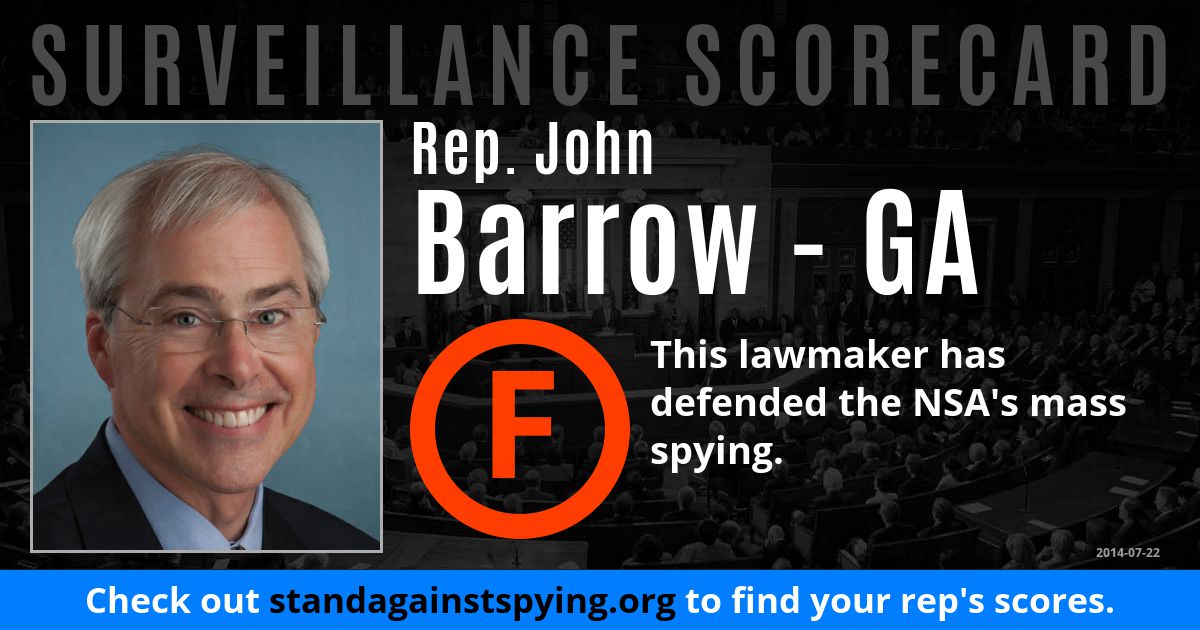 SURVEILLANCE SCORECARD
Rep. John
Barrow - GA
F
This lawmaker has
defended the NSA's mass
spying.
2014-07-22
Check out standagainstspying.org to find your rep's scores.